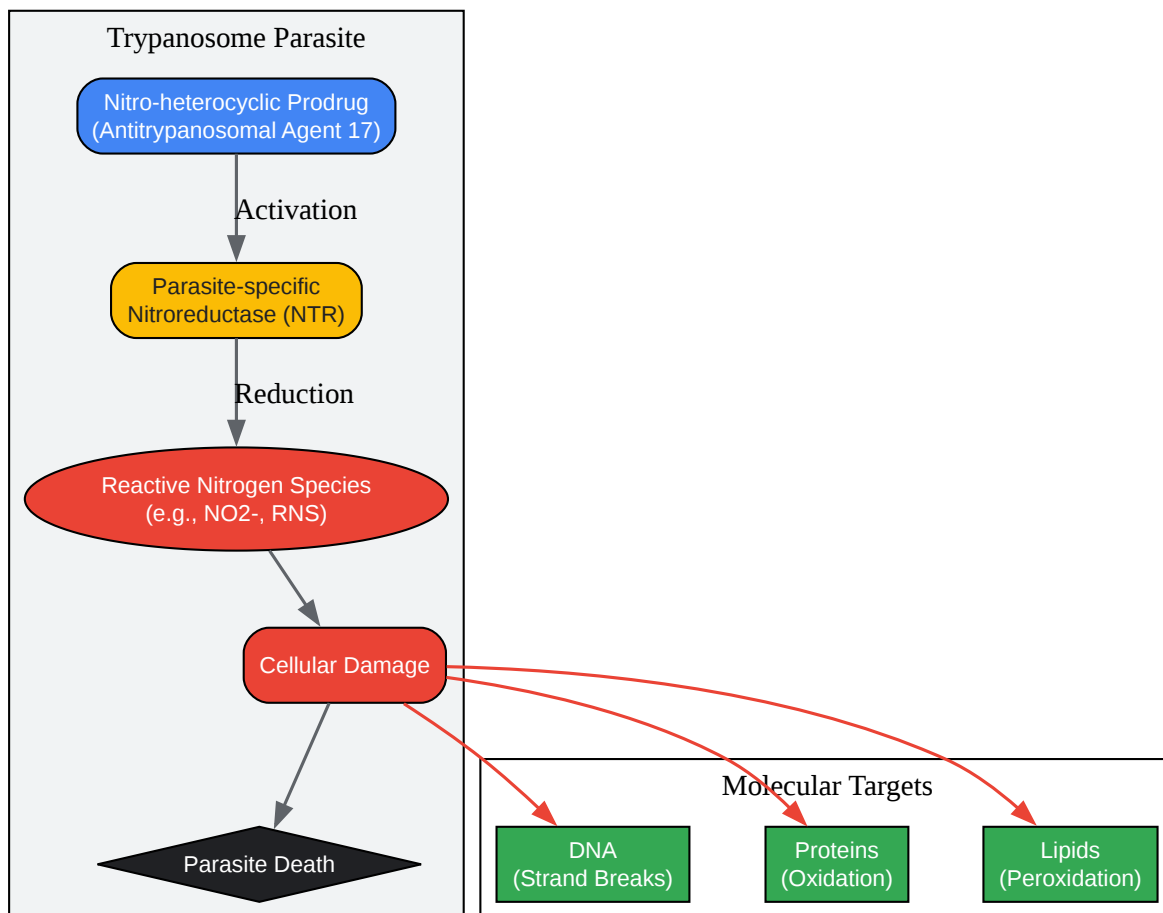 Trypanosome Parasite
Nitro-heterocyclic Prodrug
(Antitrypanosomal Agent 17)
Activation
Parasite-specific
Nitroreductase (NTR)
Reduction
Reactive Nitrogen Species
(e.g., NO2-, RNS)
Cellular Damage
Parasite Death
Molecular Targets
DNA
(Strand Breaks)
Proteins
(Oxidation)
Lipids
(Peroxidation)